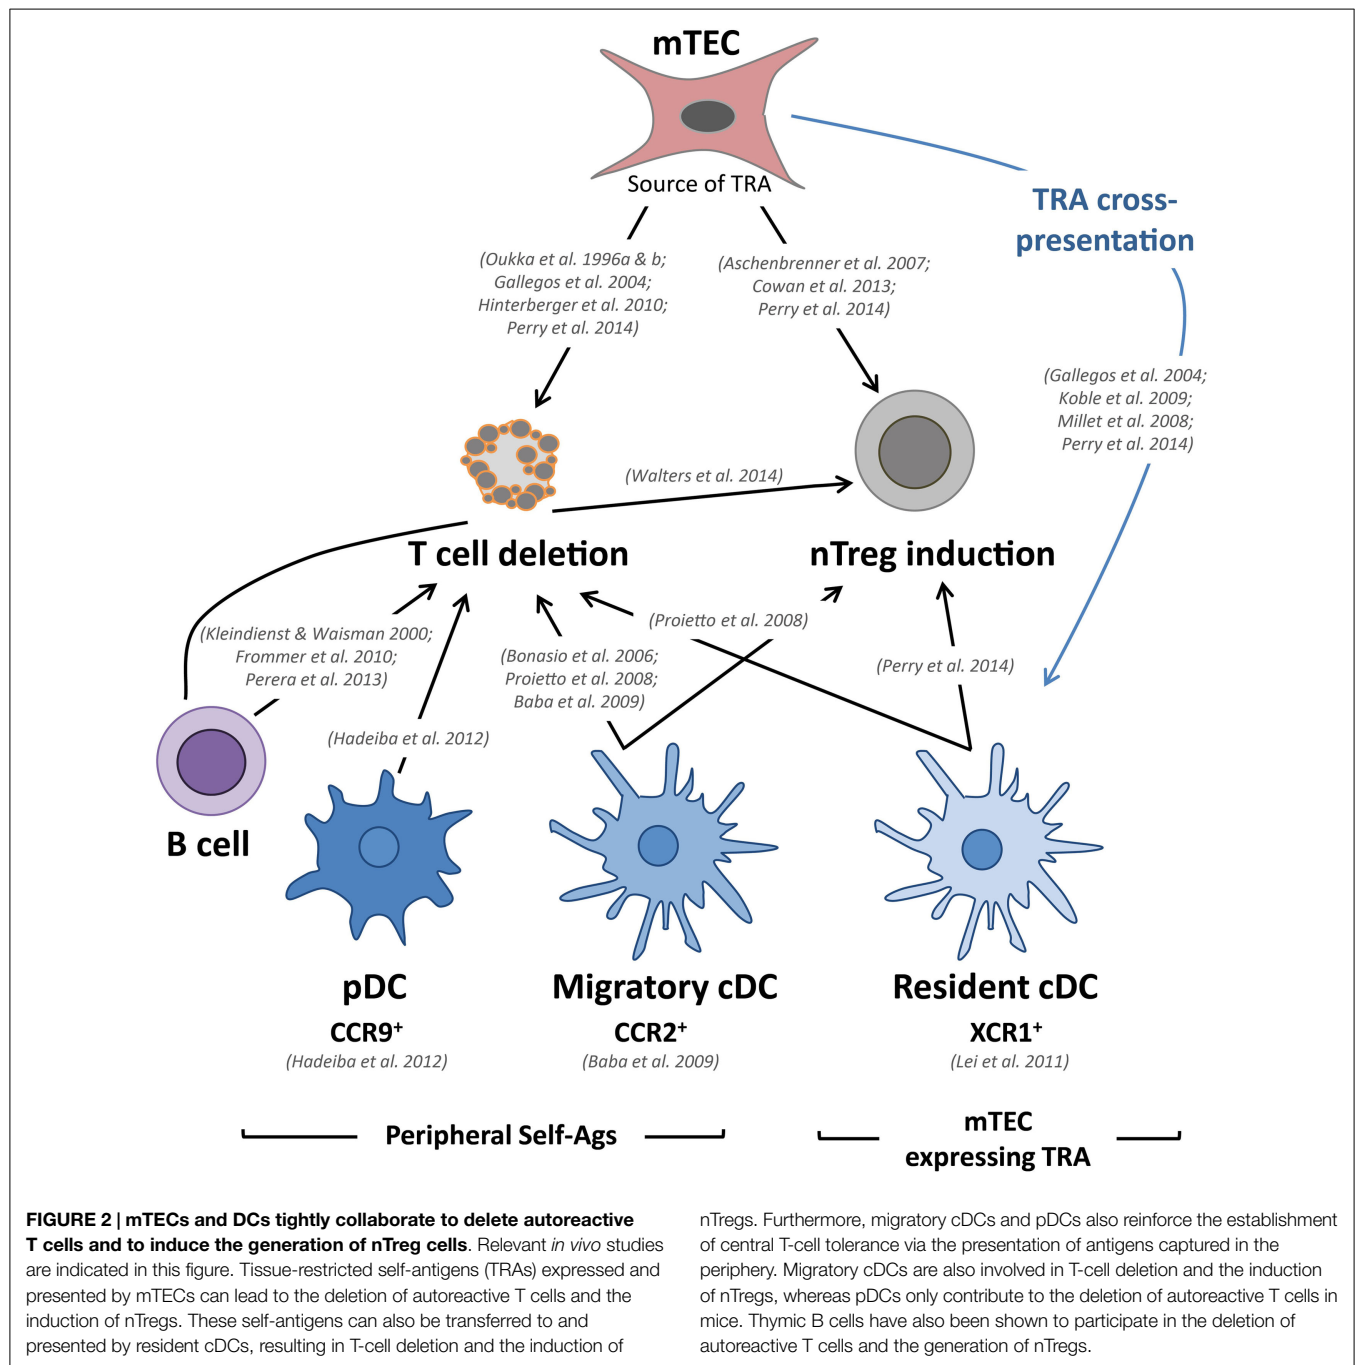 mTEC
Source of TRA
TRA cross-
presentation
(Oukka et al. 1996a & b;
Gallegos et al. 2004;
Hinterberger et al. 2010;
Perry et al. 2014)
(Aschenbrenner et al. 2007;
Cowan et al. 2013;
Perry et al. 2014)
(Gallegos et al. 2004;
Koble et al. 2009;
Millet et al. 2008;
Perry et al. 2014)
(Walters et al. 2014)
T cell deletion
nTreg induction
(Kleindienst & Waisman 2000;
Frommer et al. 2010;
Perera et al. 2013)
(Proietto et al. 2008)
(Bonasio et al. 2006;
Proietto et al. 2008;
Baba et al. 2009)
(Perry et al. 2014)
(Hadeiba et al. 2012)
B cell
pDC
CCR9+
(Hadeiba et al. 2012)
Migratory cDC
CCR2+
(Baba et al. 2009)
Resident cDC
XCR1+
(Lei et al. 2011)
Peripheral Self-Ags
mTEC
expressing TRA
FIGURE 2 | mTECs and DCs tightly collaborate to delete autoreactive
T cells and to induce the generation of nTreg cells. Relevant in vivo studies
are indicated in this figure. Tissue-restricted self-antigens (TRAs) expressed and
presented by mTECs can lead to the deletion of autoreactive T cells and the
induction of nTregs. These self-antigens can also be transferred to and
presented by resident cDCs, resulting in T-cell deletion and the induction of
nTregs. Furthermore, migratory cDCs and pDCs also reinforce the establishment
of central T-cell tolerance via the presentation of antigens captured in the
periphery. Migratory cDCs are also involved in T-cell deletion and the induction
of nTregs, whereas pDCs only contribute to the deletion of autoreactive T cells in
mice. Thymic B cells have also been shown to participate in the deletion of
autoreactive T cells and the generation of nTregs.